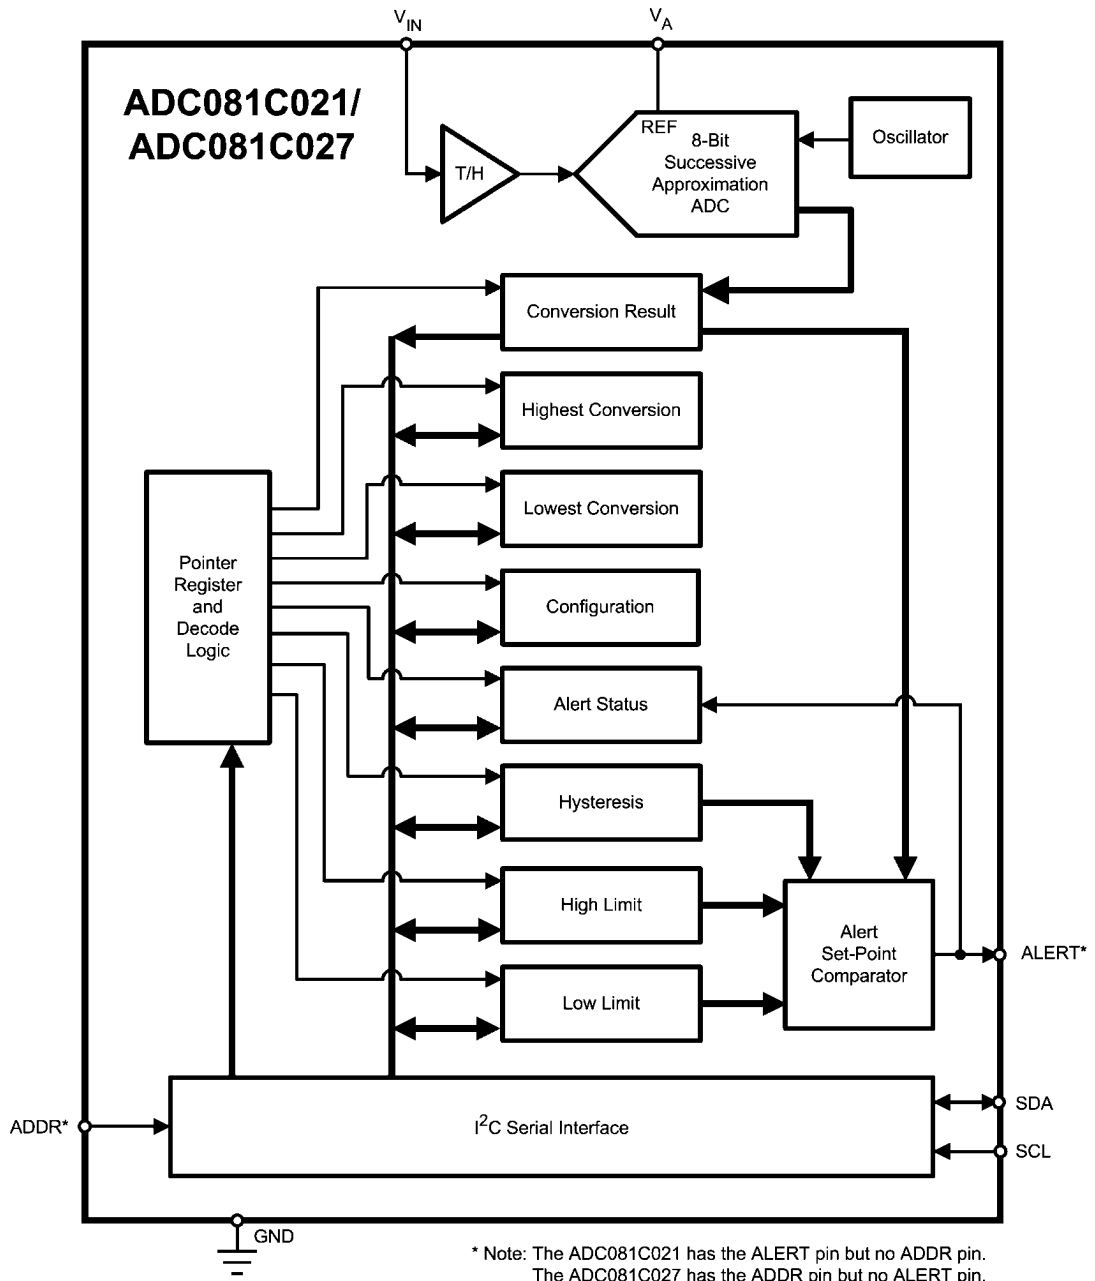 V_IN
V_A
ADC081C021/
ADC081C027
REF
8-Bit
Successive
Approximation
ADC
Oscillator
T/H
Conversion Result
Highest Conversion
Lowest Conversion
Pointer
Register
and
Decode
Logic
Configuration
Alert Status
Hysteresis
High Limit
Alert
Set-Point
Comparator
ALERT*
Low Limit
SDA
ADDR*
I²C Serial Interface
SCL
GND
* Note: The ADC081C021 has the ALERT pin but no ADDR pin.
The ADC081C027 has the ADDR pin but no ALERT pin.